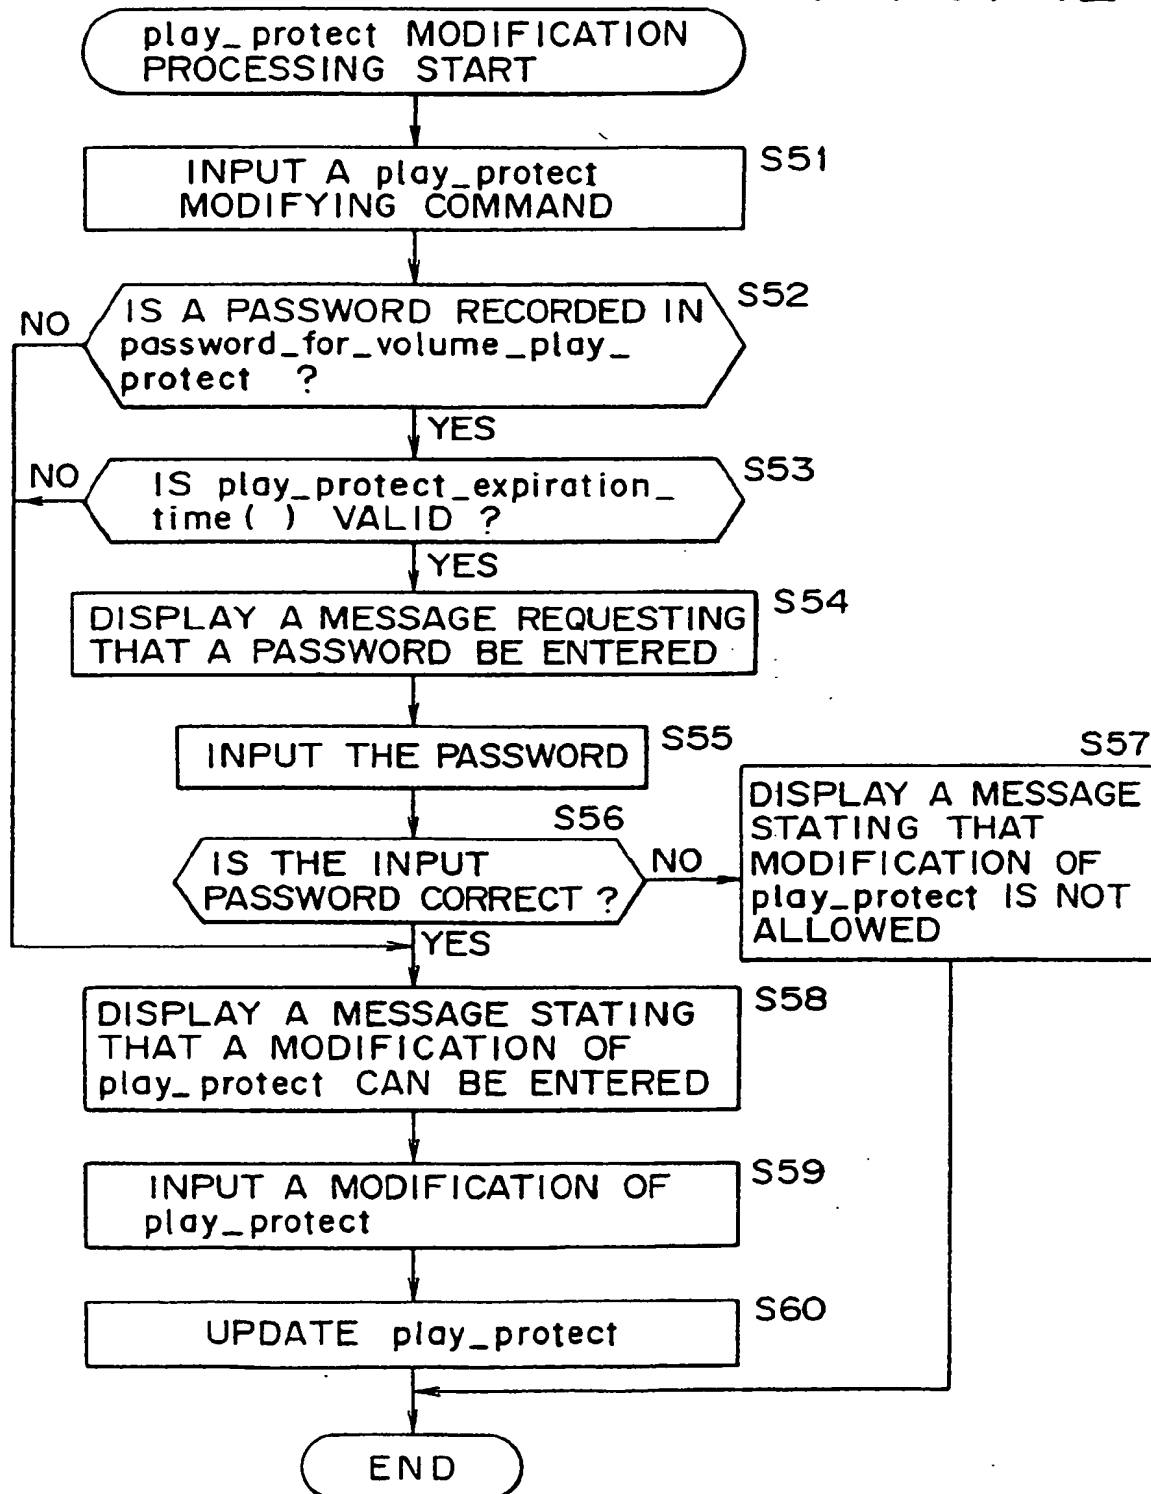 play_protect MODIFICATION
PROCESSING START
S51
INPUT A play_protect
MODIFYING COMMAND
S52
IS A PASSWORD RECORDED IN
password_for_volume_play_
protect ?
NO
YES
S53
IS play_protect_expiration_
time( ) VALID ?
NO
YES
S54
DISPLAY A MESSAGE REQUESTING
THAT A PASSWORD BE ENTERED
S55
INPUT THE PASSWORD
S56
IS THE INPUT
PASSWORD CORRECT ?
NO
YES
S57
DISPLAY A MESSAGE
STATING THAT
MODIFICATION OF
play_protect IS NOT
ALLOWED
S58
DISPLAY A MESSAGE STATING
THAT A MODIFICATION OF
play_protect CAN BE ENTERED
S59
INPUT A MODIFICATION OF
play_protect
S60
UPDATE play_protect
END